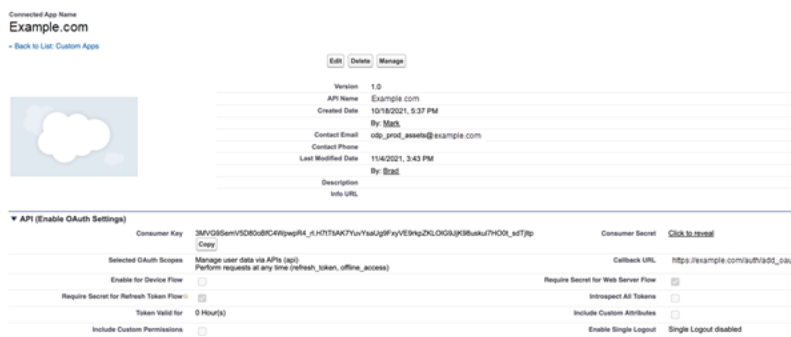 Connected App Name
Example.com
« Back to List: Custom Apps
Edit Delete Manage
Version 1.0
API Name Example.com
Created Date 10/18/2021, 5:37 PM
By: Mark
Contact Email cdp_prod_assets@example.com
Contact Phone
Last Modified Date 11/4/2021, 3:43 PM
By: Brad
Description
Info URL
▼ API (Enable OAuth Settings)
Consumer Key Consumer Secret Click to reveal
Copy
Selected OAuth Scopes Manage user data via APIs (api) Callback URL https://example.com/auth/add_oau
Perform requests at any time (refresh_token, offline_access)
Enable for Device Flow Require Secret for Web Server Flow
Require Secret for Refresh Token Flow Introspect All Tokens
Token Valid for 0 Hour(s) Include Custom Attributes
Include Custom Permissions Enable Single Logout Single Logout disabled